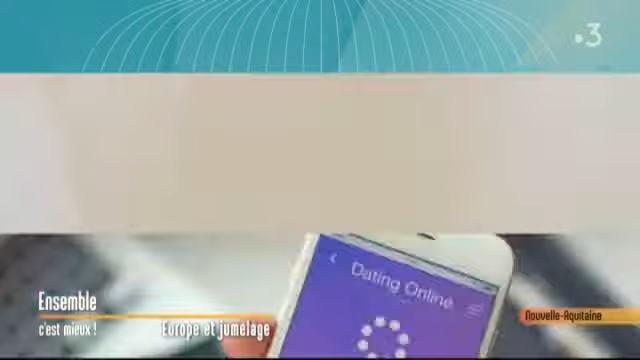 .3
Dating Online
Ensemble
c'est mieux !
Europe et jumelage
Nouvelle-Aquitaine